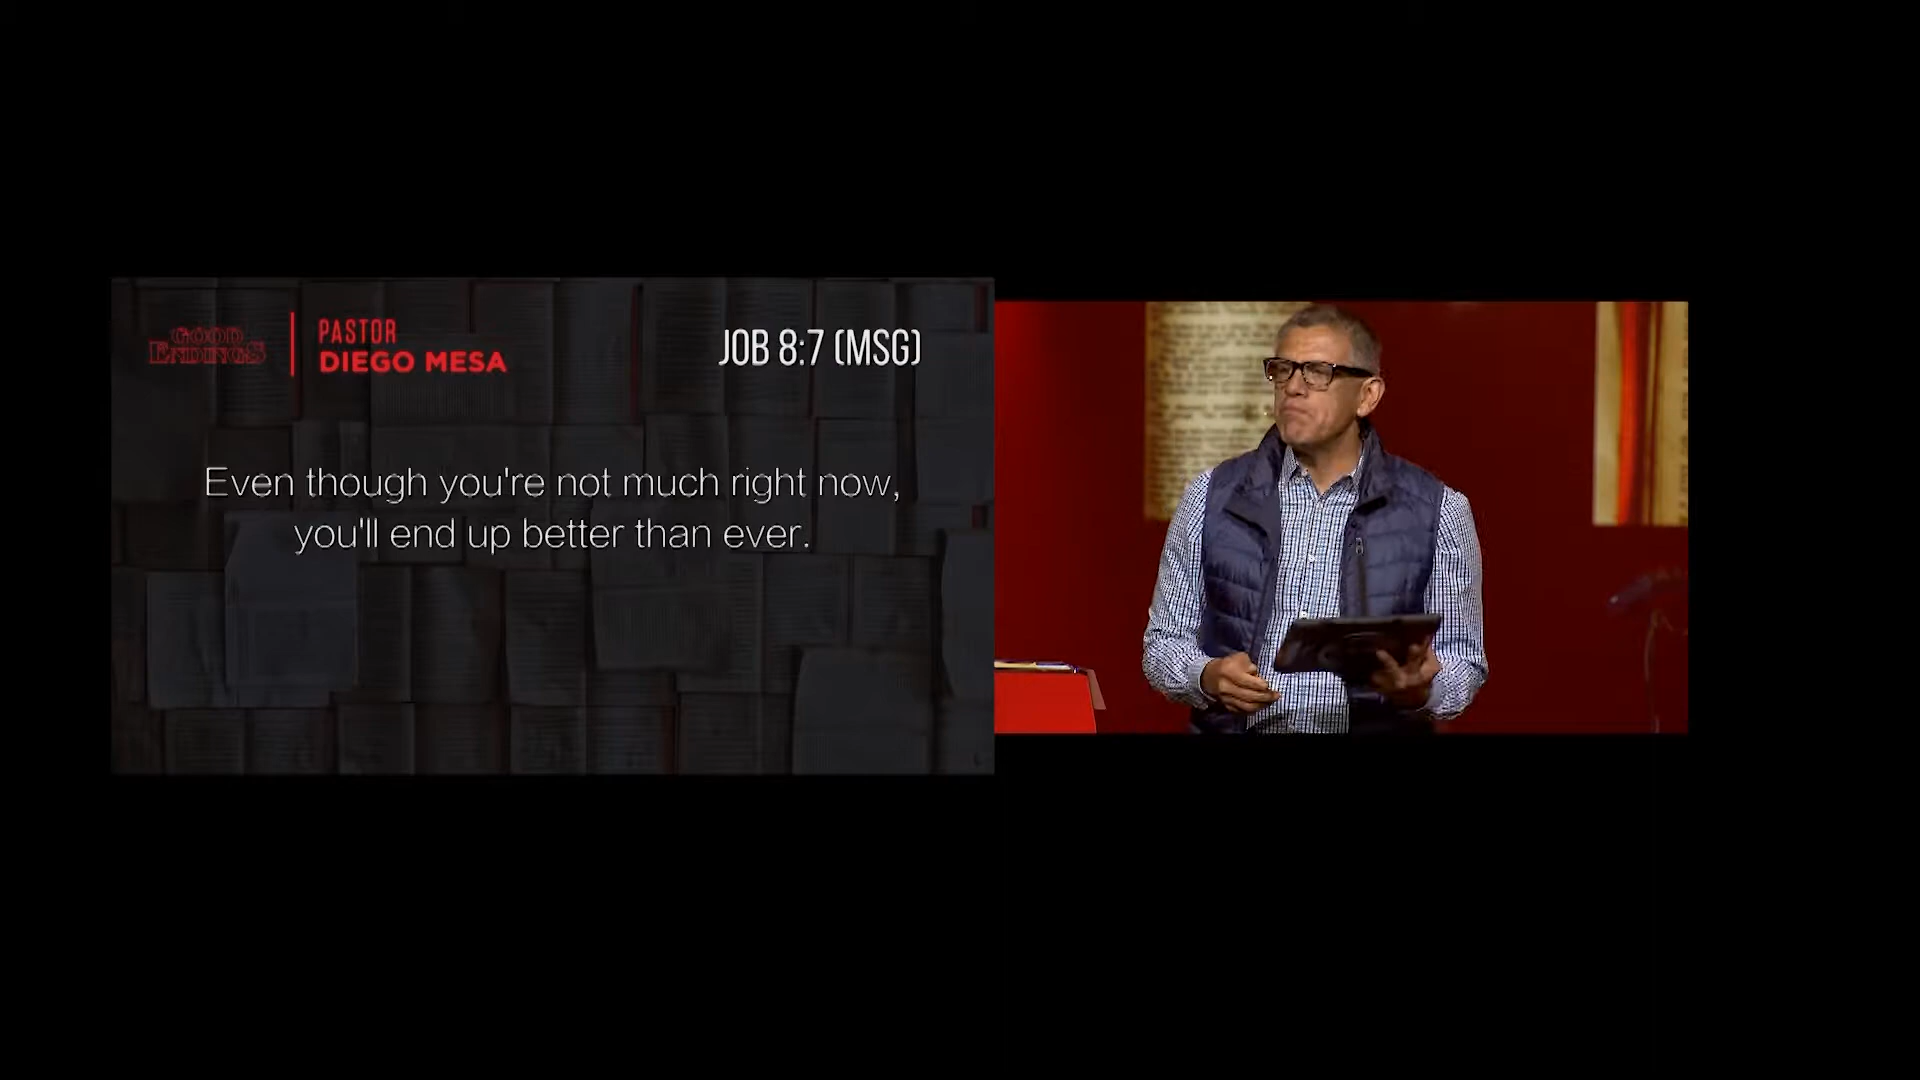 GOOD
ENDINGS
PASTOR
DIEGO MESA
JOB 8:7 (MSG)
Even though you're not much right now,
you'll end up better than ever.